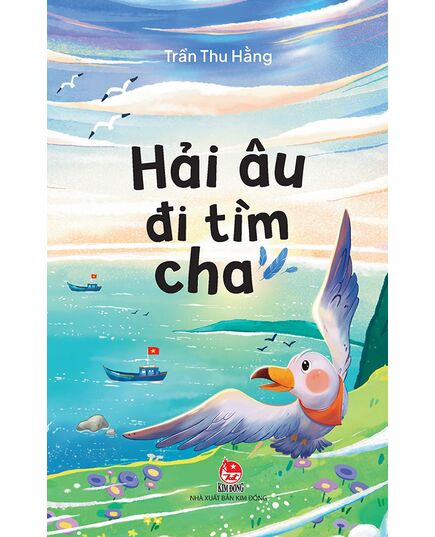 Trần Thu Hằng
Hải âu
đi tìm
cha
KIM ĐỒNG
NHÀ XUẤT BẢN KIM ĐỒNG